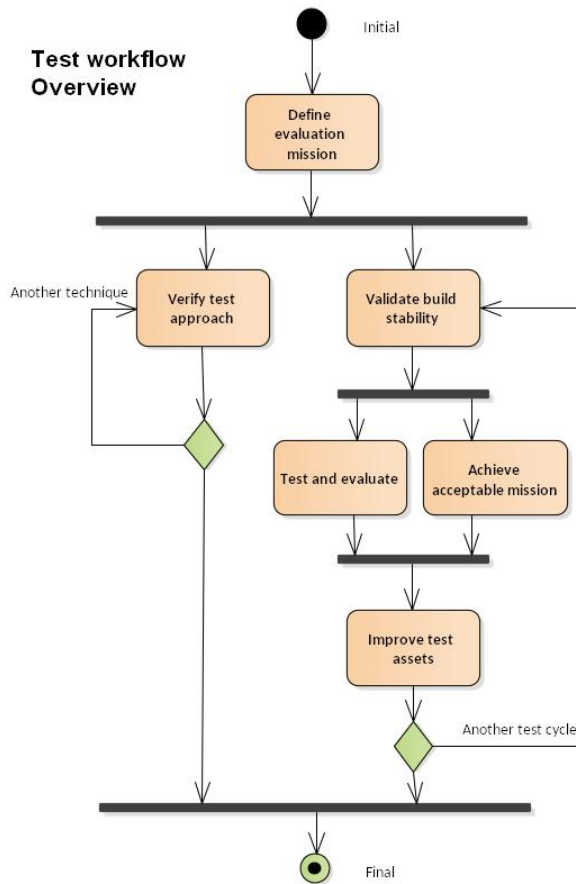 Initial
Test workflow
Overview
Define
evaluation
mission
Another technique
Verify test
approach
Validate build
stability
Test and evaluate
Achieve
acceptable mission
Improve test
assets
Another test cycle
Final